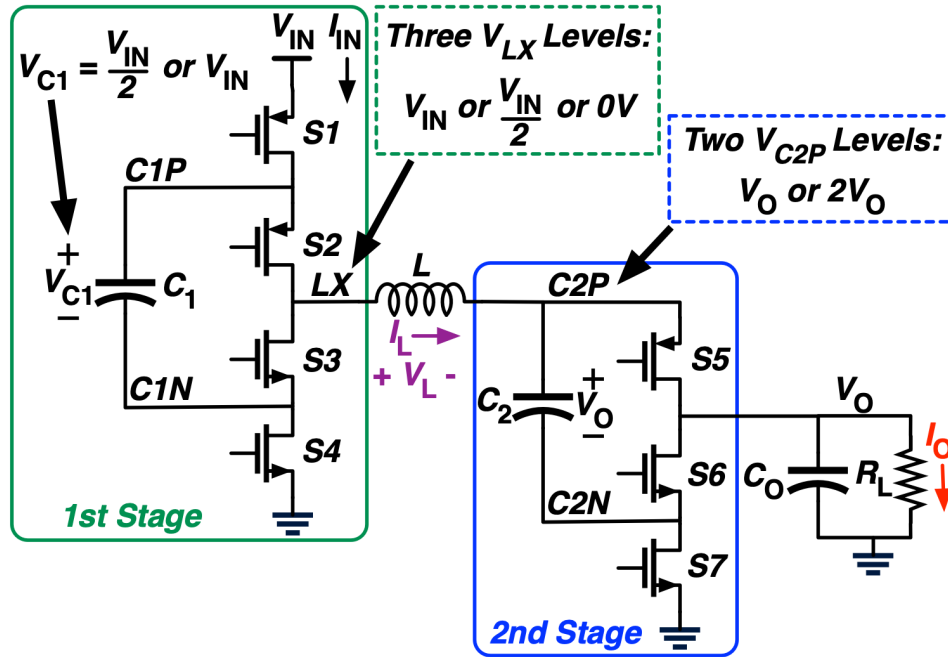 V_C1 = V_IN/2 or V_IN
V_IN
I_IN
Three V_LX Levels:
V_IN or V_IN/2 or 0V
Two V_C2P Levels:
V_O or 2V_O
S1
C1P
S2
+
V_C1
–
C_1
LX
L
C2P
I_L
+ V_L -
S3
C1N
S4
1st Stage
S5
C_2
+
V_O
–
V_O
I_O
S6
C_O
R_L
C2N
S7
2nd Stage